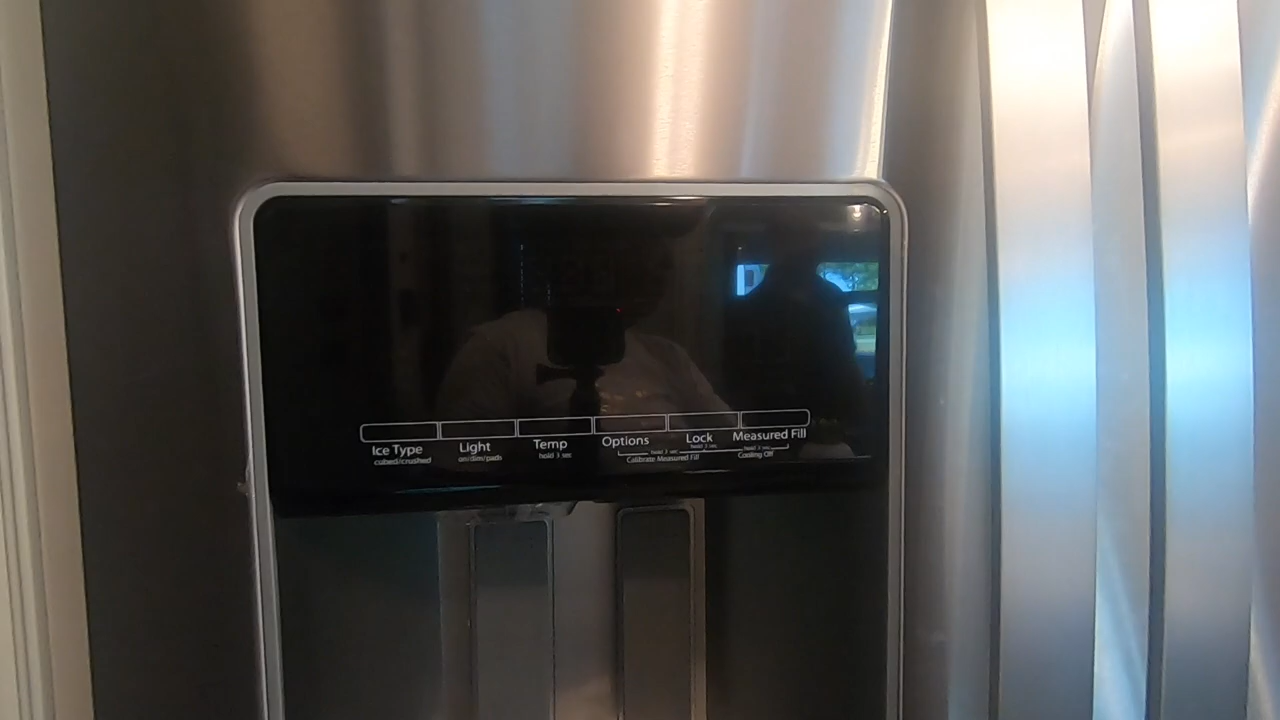 Ice Type
cubed/crushed
Light
on/dim/path
Temp
hold 3 sec
Options
Lock
hold 3 sec
Measured Fill
hold 3 sec
Calibrate Measured Fill
hold 3 sec
Cooling Off